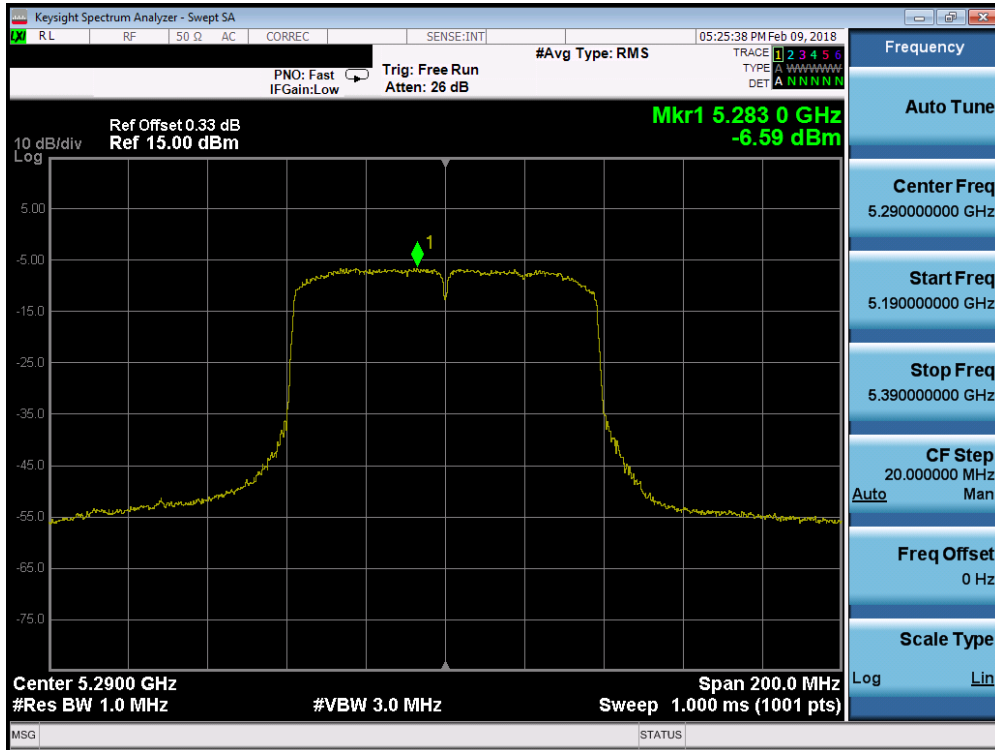 Keysight Spectrum Analyzer - Swept SA
LXI RL RF 50 Ω AC CORREC SENSE:INT 05:25:38 PM Feb 09, 2018
#Avg Type: RMS TRACE 1 2 3 4 5 6
PNO: Fast Trig: Free Run TYPE A WWWWW
IFGain:Low Atten: 26 dB DET A N N N N N
Mkr1 5.283 0 GHz
-6.59 dBm
Ref Offset 0.33 dB
10 dB/div Ref 15.00 dBm
Log
1
5.00
-5.00
-15.0
-25.0
-35.0
-45.0
-55.0
-65.0
-75.0
Center 5.2900 GHz Span 200.0 MHz
#Res BW 1.0 MHz #VBW 3.0 MHz Sweep 1.000 ms (1001 pts)
MSG STATUS
Frequency
Auto Tune
Center Freq
5.290000000 GHz
Start Freq
5.190000000 GHz
Stop Freq
5.390000000 GHz
CF Step
20.000000 MHz
Auto Man
Freq Offset
0 Hz
Scale Type
Log Lin